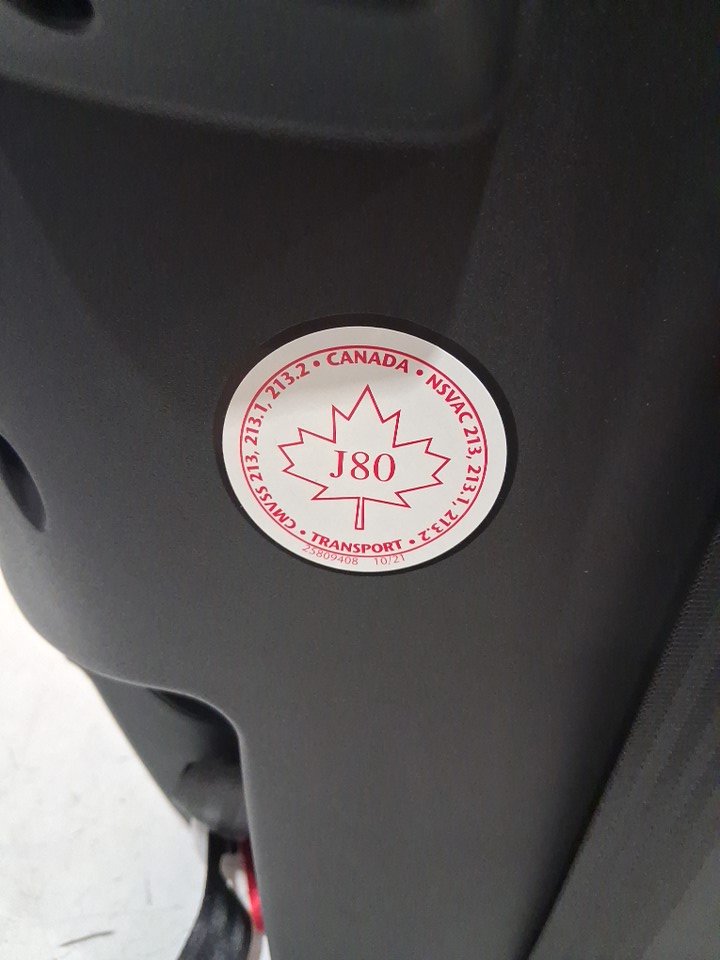 CMVSS 213, 213.1, 213.2 • CANADA • NSVAC 213, 213.1, 213.2
J80
• TRANSPORT •
25809408 10/21